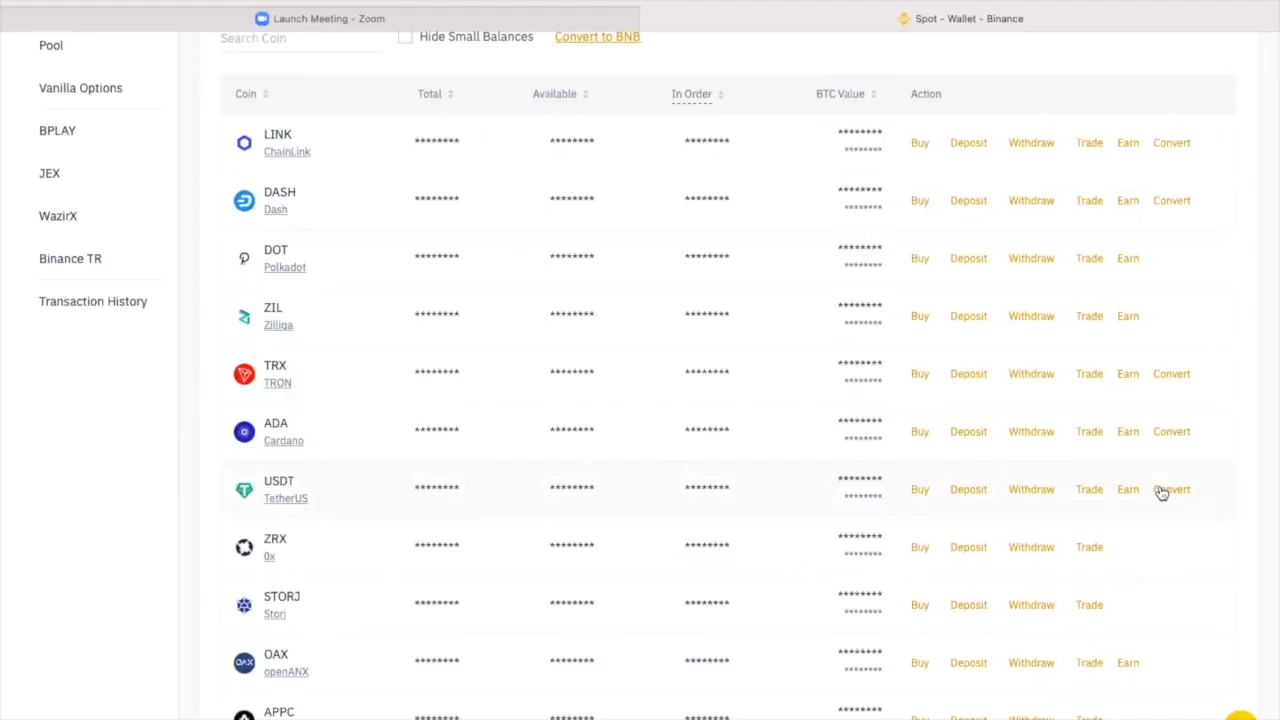 Launch Meeting - Zoom
Spot - Wallet - Binance
Pool
Vanilla Options
BPLAY
JEX
WazirX
Binance TR
Transaction History
Search Coin
Hide Small Balances
Convert to BNB
Coin Total Available In Order BTC Value Action
LINK
ChainLink
******** ******** ******** ********
********
Buy Deposit Withdraw Trade Earn Convert
DASH
Dash
******** ******** ******** ********
********
Buy Deposit Withdraw Trade Earn Convert
DOT
Polkadot
******** ******** ******** ********
********
Buy Deposit Withdraw Trade Earn
ZIL
Zilliqa
******** ******** ******** ********
********
Buy Deposit Withdraw Trade Earn
TRX
TRON
******** ******** ******** ********
********
Buy Deposit Withdraw Trade Earn Convert
ADA
Cardano
******** ******** ******** ********
********
Buy Deposit Withdraw Trade Earn Convert
USDT
TetherUS
******** ******** ******** ********
********
Buy Deposit Withdraw Trade Earn Convert
ZRX
0x
******** ******** ******** ********
********
Buy Deposit Withdraw Trade
STORJ
Storj
******** ******** ******** ********
********
Buy Deposit Withdraw Trade
OAX
openANX
******** ******** ******** ********
********
Buy Deposit Withdraw Trade Earn
APPC
********